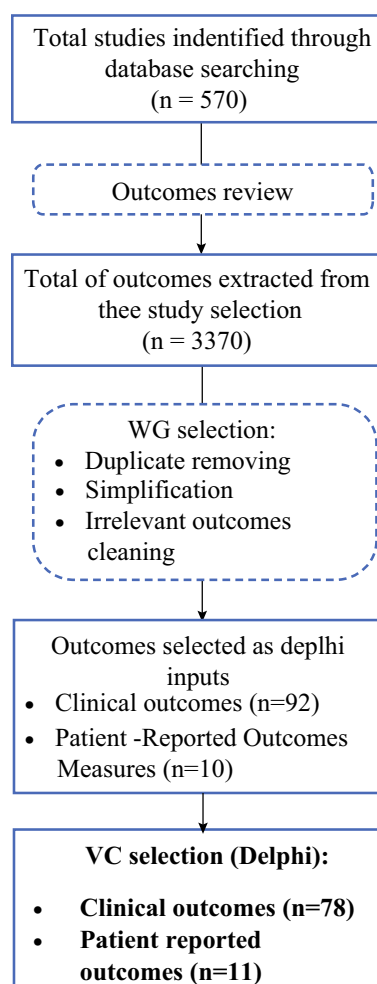 Total studies indentified through
database searching
(n = 570)
Outcomes review
Total of outcomes extracted from
thee study selection
(n = 3370)
WG selection:
• Duplicate removing
• Simplification
• Irrelevant outcomes
cleaning
Outcomes selected as deplhi
inputs
• Clinical outcomes (n=92)
• Patient -Reported Outcomes
Measures (n=10)
VC selection (Delphi):
• Clinical outcomes (n=78)
• Patient reported
outcomes (n=11)